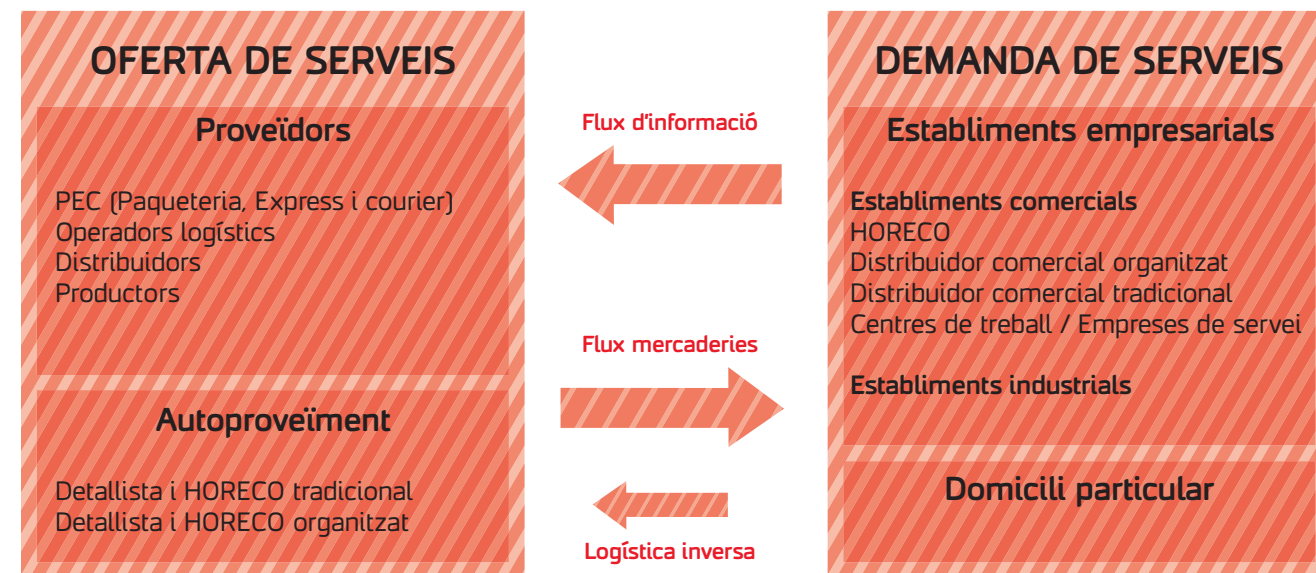 OFERTA DE SERVEIS
Proveïdors
PEC (Paqueteria, Express i courier)
Operadors logístics
Distribuidors
Productors
Autoproveïment
Detallista i HORECO tradicional
Detallista i HORECO organitzat
Flux d'informació
Flux mercaderies
Logística inversa
DEMANDA DE SERVEIS
Establiments empresarials
Establiments comercials
HORECO
Distribuidor comercial organitzat
Distribuidor comercial tradicional
Centres de treball / Empreses de servei
Establiments industrials
Domicili particular